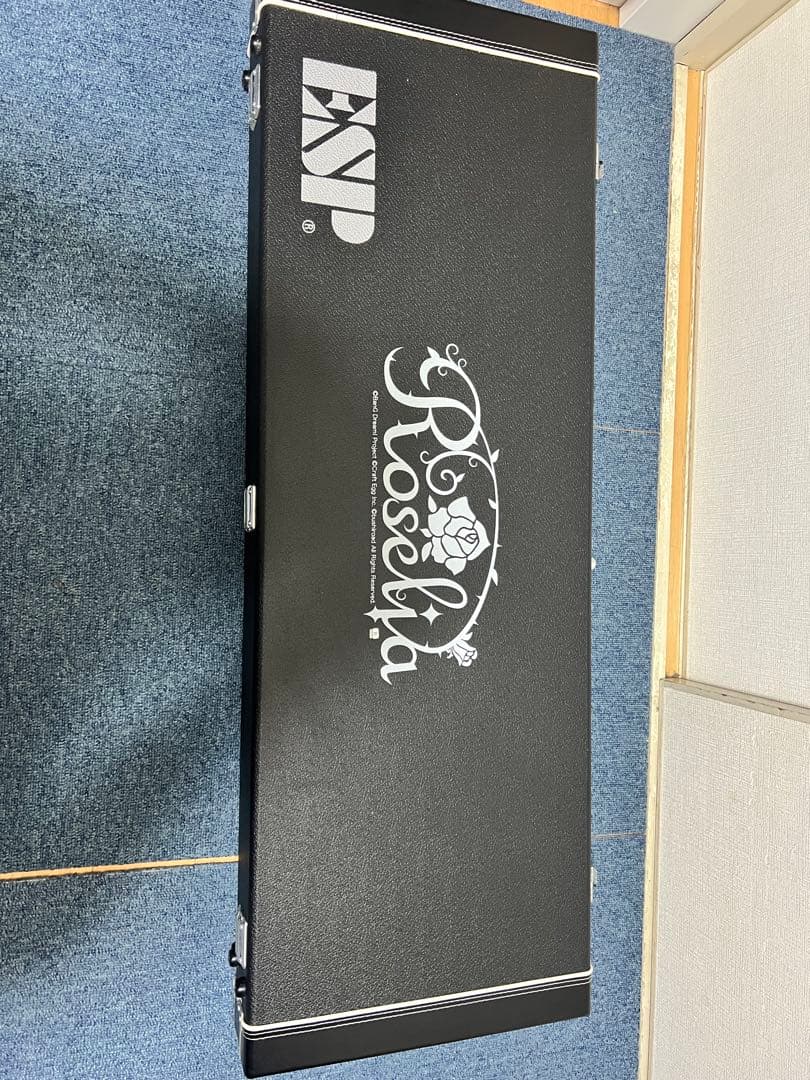 ESP®
Roselia
©BanG Dream! Project ©Craft Egg Inc. ©bushiroad All Rights Reserved.